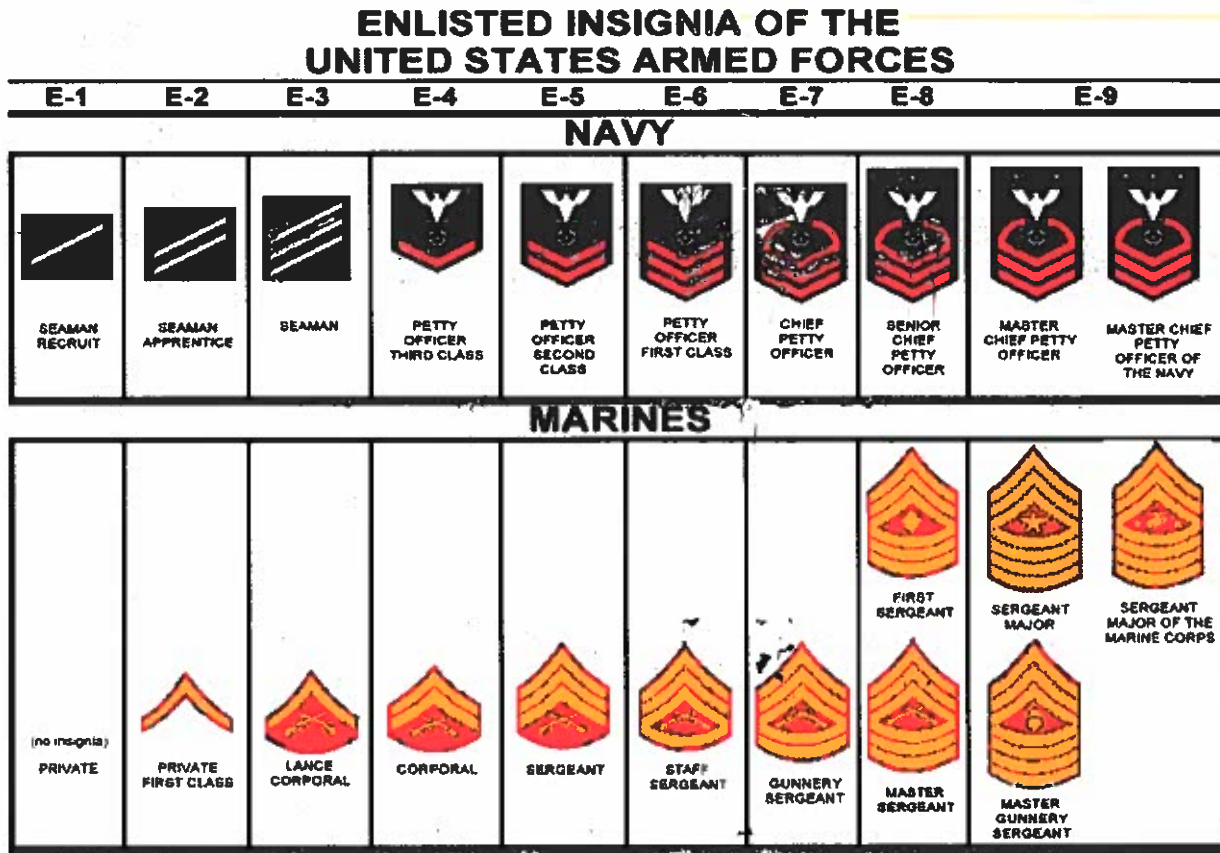 ENLISTED INSIGNIA OF THE
UNITED STATES ARMED FORCES
E-1 E-2 E-3 E-4 E-5 E-6 E-7 E-8 E-9
NAVY
SEAMAN
RECRUIT
SEAMAN
APPRENTICE
SEAMAN
PETTY
OFFICER
THIRD CLASS
PETTY
OFFICER
SECOND
CLASS
PETTY
OFFICER
FIRST CLASS
CHIEF
PETTY
OFFICER
SENIOR
CHIEF
PETTY
OFFICER
MASTER
CHIEF PETTY
OFFICER
MASTER CHIEF
PETTY
OFFICER OF
THE NAVY
MARINES
(no insignia)
PRIVATE
PRIVATE
FIRST CLASS
LANCE
CORPORAL
CORPORAL
SERGEANT
STAFF
SERGEANT
GUNNERY
SERGEANT
FIRST
SERGEANT
MASTER
SERGEANT
SERGEANT
MAJOR
MASTER
GUNNERY
SERGEANT
SERGEANT
MAJOR OF THE
MARINE CORPS